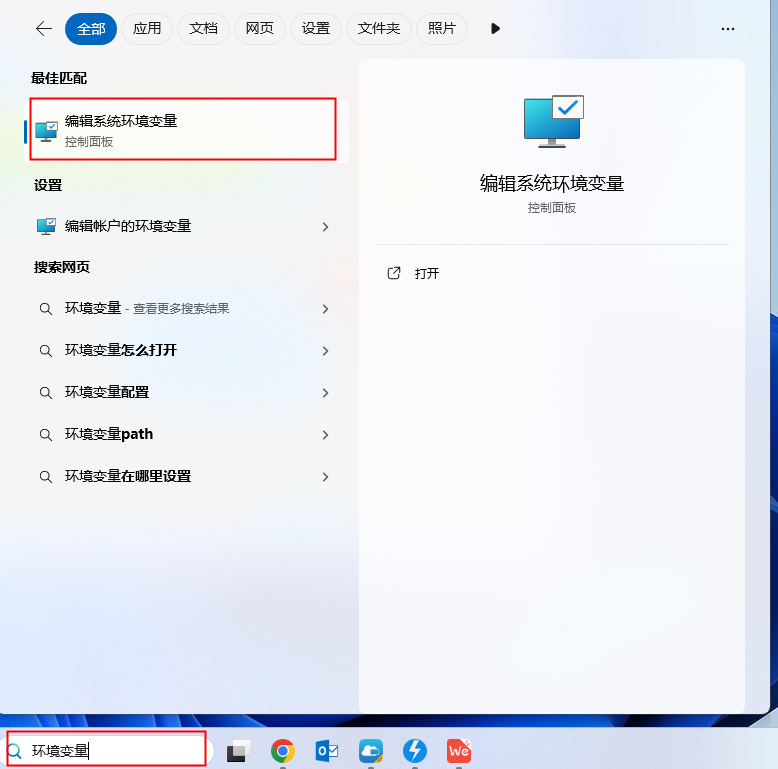 全部 应用 文档 网页 设置 文件夹 照片
最佳匹配
编辑系统环境变量
控制面板
设置
编辑帐户的环境变量
搜索网页
环境变量 - 查看更多搜索结果
环境变量怎么打开
环境变量配置
环境变量path
环境变量在哪里设置
编辑系统环境变量
控制面板
打开
环境变量
We